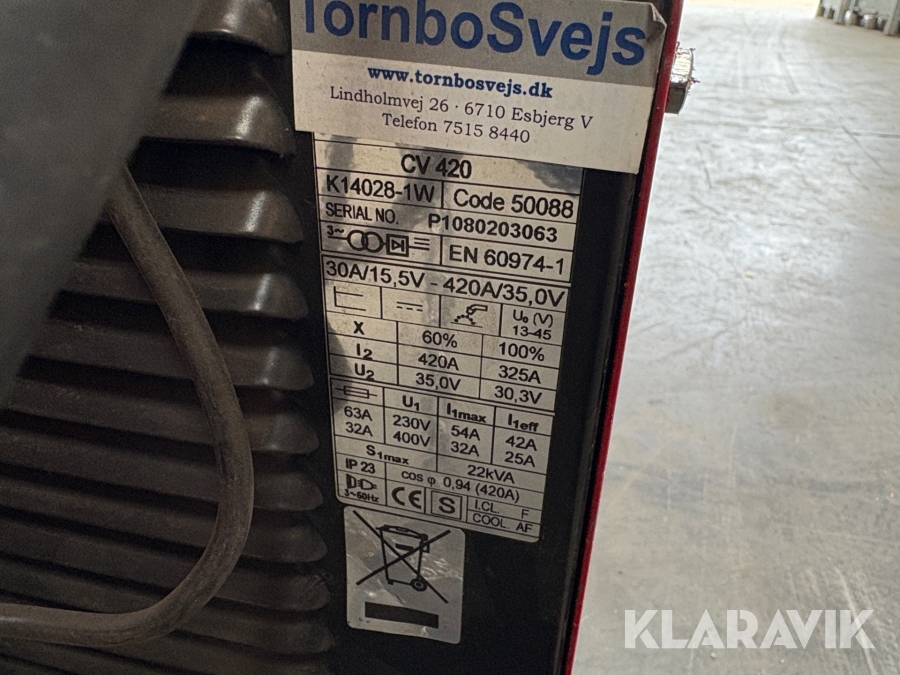 TornboSvejs
www.tornbosvejs.dk
Lindholmvej 26 · 6710 Esbjerg V
Telefon 7515 8440
CV 420
K14028-1W Code 50088
SERIAL NO. P1080203063
3~ EN 60974-1
30A/15,5V - 420A/35,0V
U₀ (V)
13-45
X 60% 100%
I₂ 420A 325A
U₂ 35,0V 30,3V
U₁ I₁max I₁eff
63A 230V 54A 42A
32A 400V 32A 25A
S₁max 22kVA
IP 23 cos φ 0,94 (420A)
3~50Hz CE S I.CL. F
COOL. AF
KLARAVIK